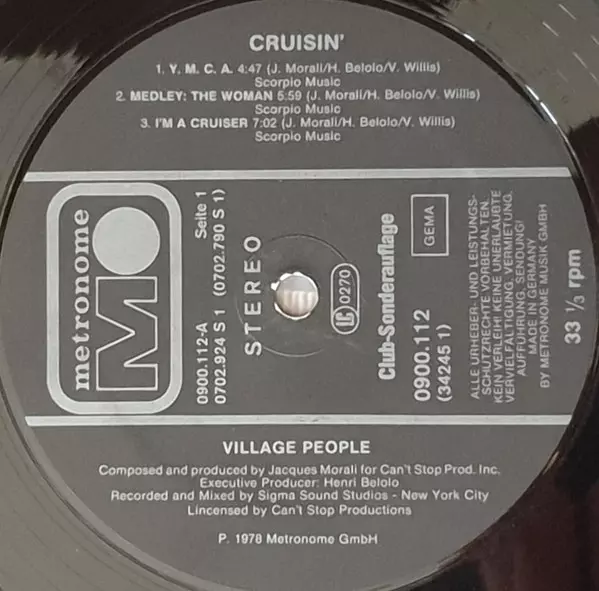 CRUISIN'
1. Y. M. C. A. 4:47 (J. Morali/H. Belolo/V. Willis)
Scorpio Music
2. MEDLEY: THE WOMAN 5:59 (J. Morali/H. Belolo/V. Willis)
Scorpio Music
3. I'M A CRUISER 7:02 (J. Morali/H. Belolo/V. Willis)
Scorpio Music
metronome
MO
0900.112-A Seite 1
0702.924 S 1 (0702.790 S 1)
STEREO
LC 0270
Club-Sonderauflage
0900.112
(34245 1)
GEMA
ALLE URHEBER- UND LEISTUNGS-
SCHUTZRECHTE VORBEHALTEN.
KEIN VERLEIH! KEINE UNERLAUBTE
VERVIELFÄLTIGUNG, VERMIETUNG,
AUFFÜHRUNG, SENDUNG!
MADE IN GERMANY
BY METRONOME MUSIK GMBH
33 1/3 rpm
VILLAGE PEOPLE
Composed and produced by Jacques Morali for Can't Stop Prod. Inc.
Executive Producer: Henri Belolo
Recorded and Mixed by Sigma Sound Studios - New York City
Lincensed by Can't Stop Productions
P. 1978 Metronome GmbH